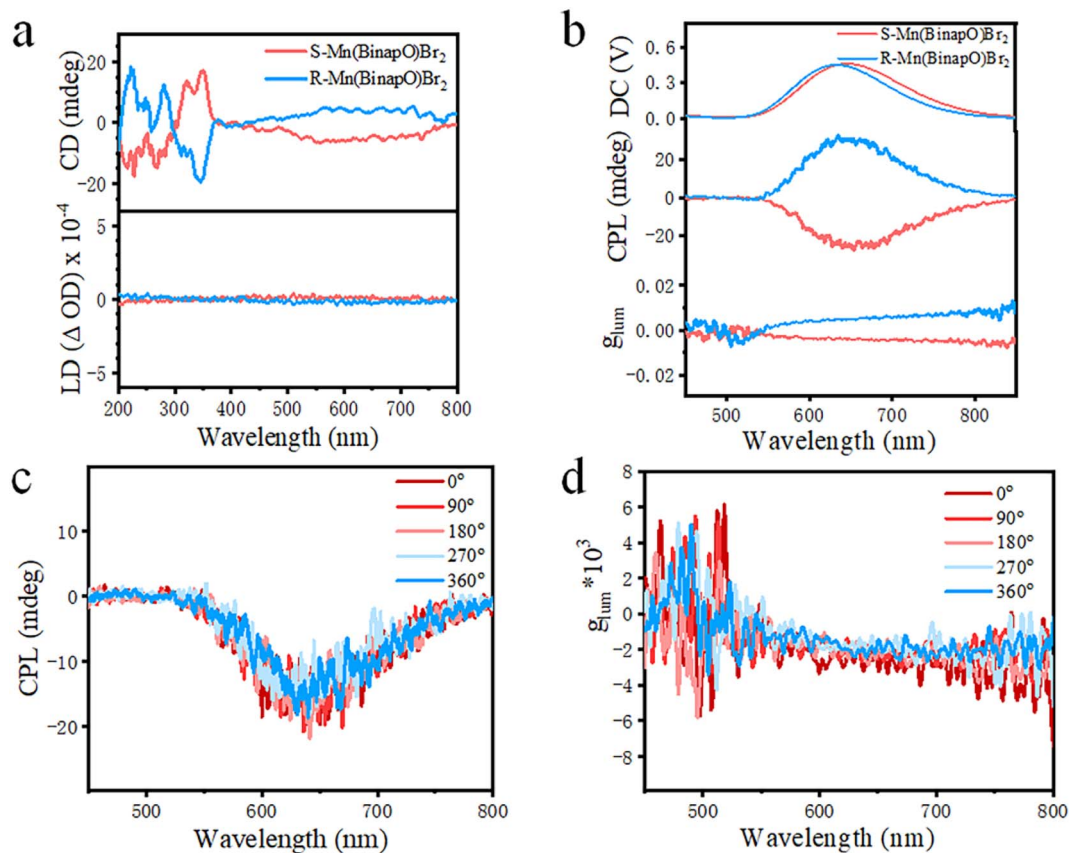 a
S-Mn(BinapO)Br₂
R-Mn(BinapO)Br₂
CD (mdeg)
20
0
-20
LD (Δ OD) x 10⁻⁴
5
0
-5
200 300 400 500 600 700 800
Wavelength (nm)
b
S-Mn(BinapO)Br₂
R-Mn(BinapO)Br₂
DC (V)
0.6
0.3
0.0
CPL (mdeg)
20
0
-20
glum
0.02
0.00
-0.02
500 600 700 800
Wavelength (nm)
c
0°
90°
180°
270°
360°
CPL (mdeg)
10
0
-10
-20
500 600 700 800
Wavelength (nm)
d
0°
90°
180°
270°
360°
glum *10³
8
6
4
2
-0
-2
-4
-6
-8
500 600 700 800
Wavelength (nm)